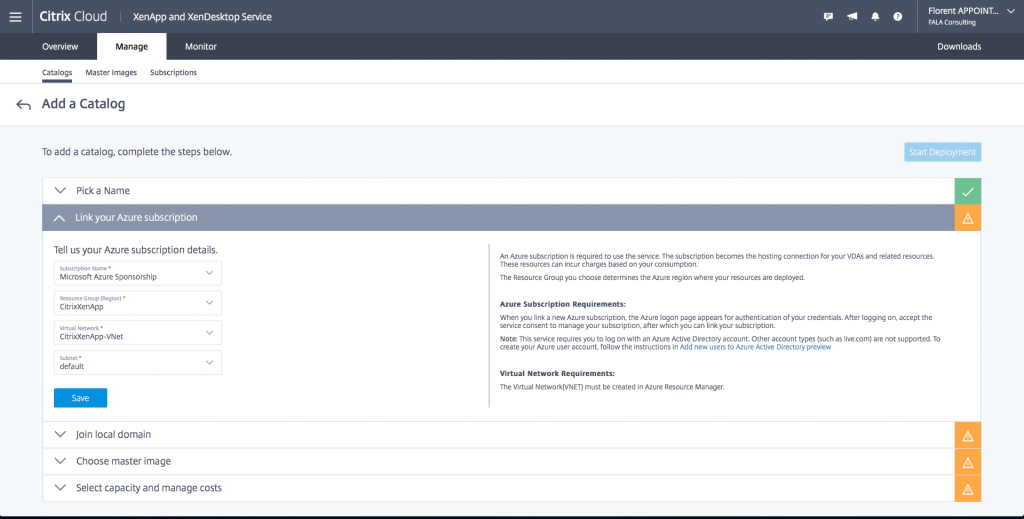 Citrix Cloud XenApp and XenDesktop Service
Florent APPOINT...
FALA Consulting
Overview Manage Monitor Downloads
Catalogs Master Images Subscriptions
Add a Catalog
To add a catalog, complete the steps below.
Start Deployment
Pick a Name
Link your Azure subscription
Tell us your Azure subscription details.
Subscription Name *
Microsoft Azure Sponsorship
Resource Group (Region) *
CitrixXenApp
Virtual Network *
CitrixXenApp-VNet
Subnet *
default
Save
An Azure subscription is required to use the service. The subscription becomes the hosting connection for your VDAs and related resources.
These resources can incur charges based on your consumption.
The Resource Group you choose determines the Azure region where your resources are deployed.
Azure Subscription Requirements:
When you link a new Azure subscription, the Azure logon page appears for authentication of your credentials. After logging on, accept the
service consent to manage your subscription, after which you can link your subscription.
Note: This service requires you to log on with an Azure Active Directory account. Other account types (such as live.com) are not supported. To
create your Azure user account, follow the instructions in Add new users to Azure Active Directory preview
Virtual Network Requirements:
The Virtual Network(VNET) must be created in Azure Resource Manager.
Join local domain
Choose master image
Select capacity and manage costs